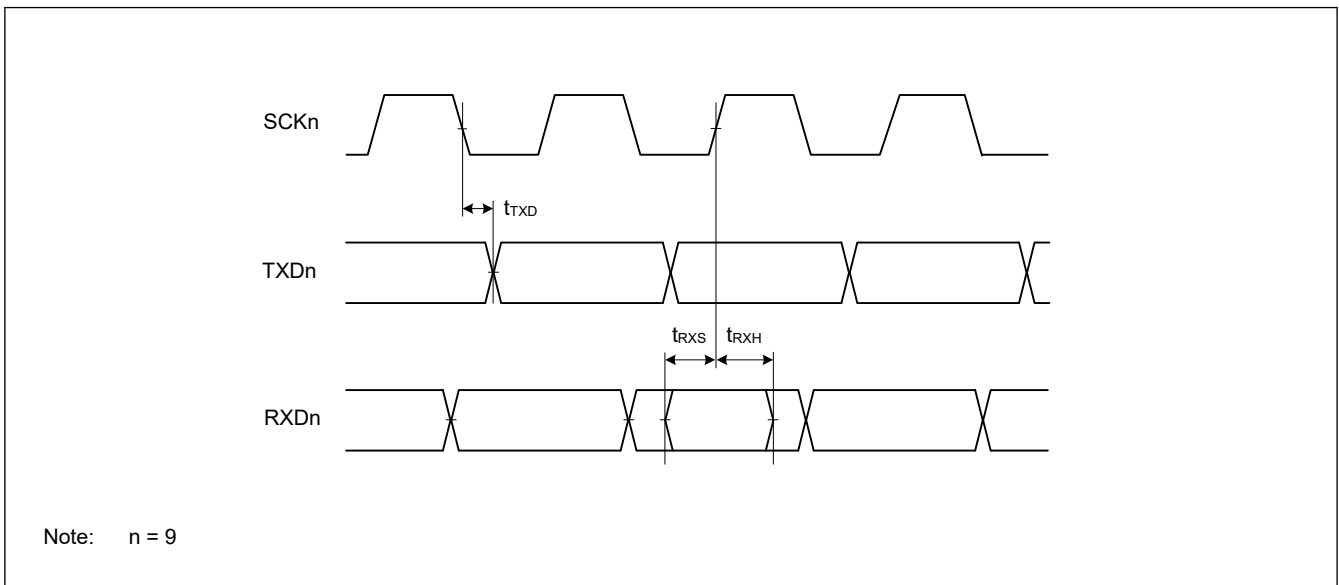 SCKn
tTXD
TXDn
tRXS tRXH
RXDn
Note: n = 9